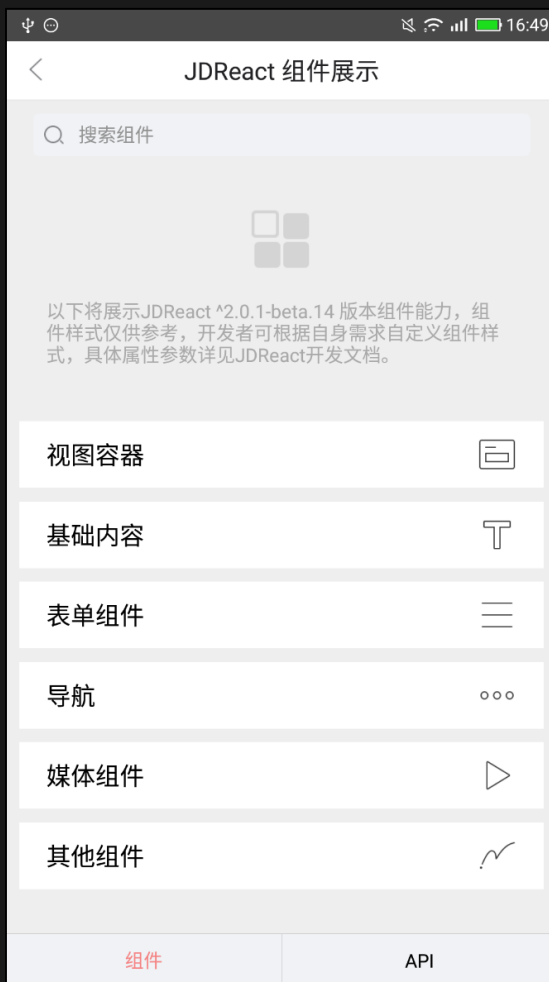 16:49
JDReact 组件展示
搜索组件
以下将展示JDReact ^2.0.1-beta.14 版本组件能力，组
件样式仅供参考，开发者可根据自身需求自定义组件样
式，具体属性参数详见JDReact开发文档。
视图容器
基础内容
表单组件
导航
媒体组件
其他组件
组件
API